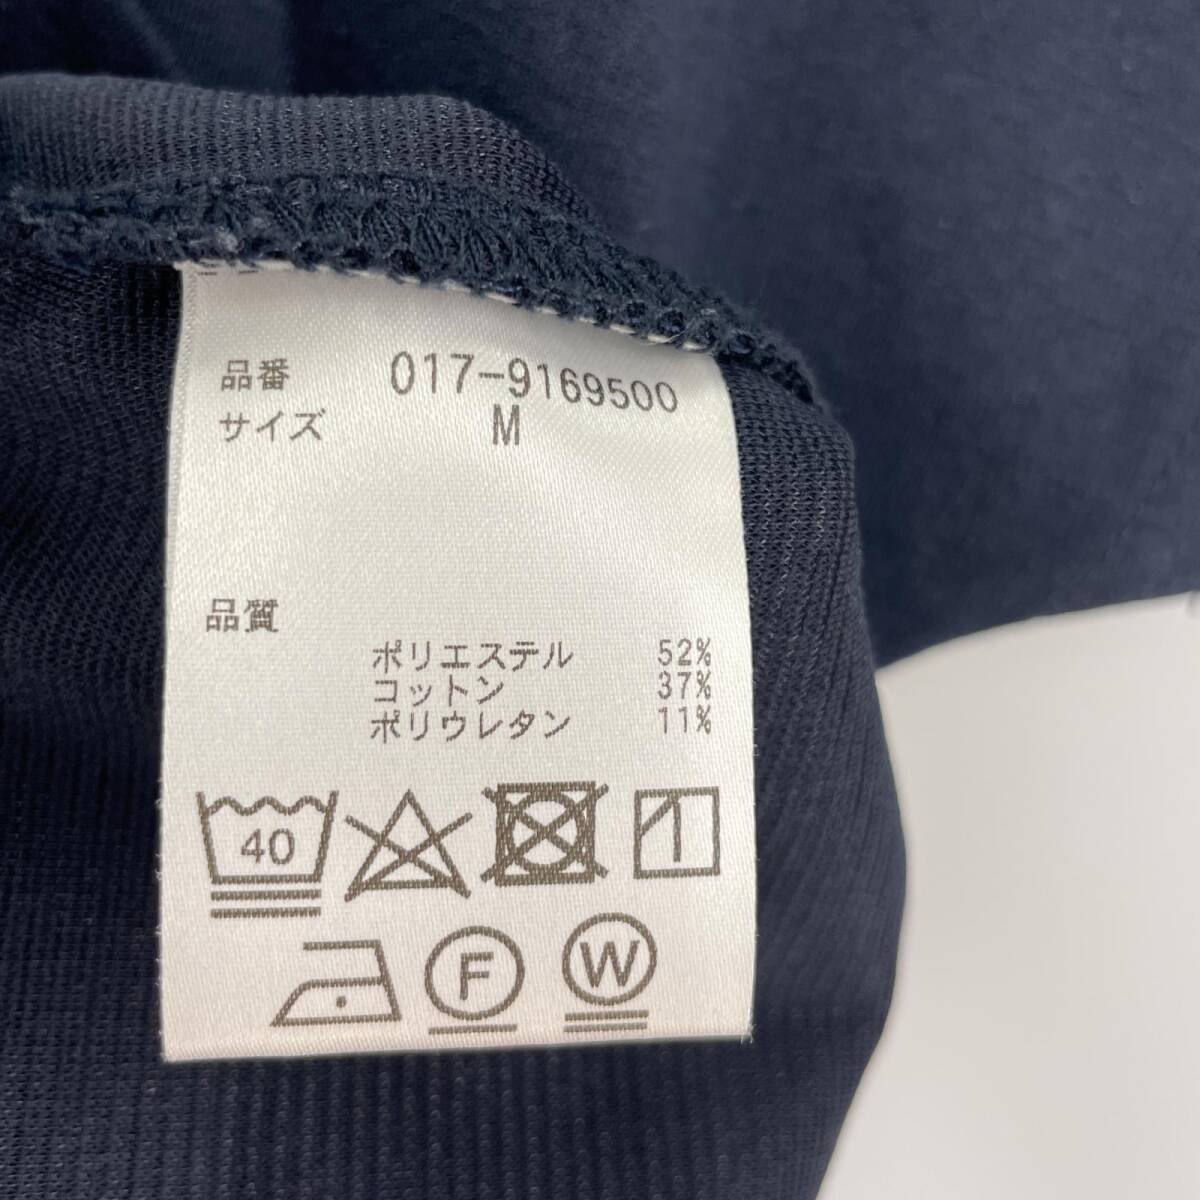 品番 017-9169500
サイズ M
品質
ポリエステル 52%
コットン 37%
ポリウレタン 11%
40
F W